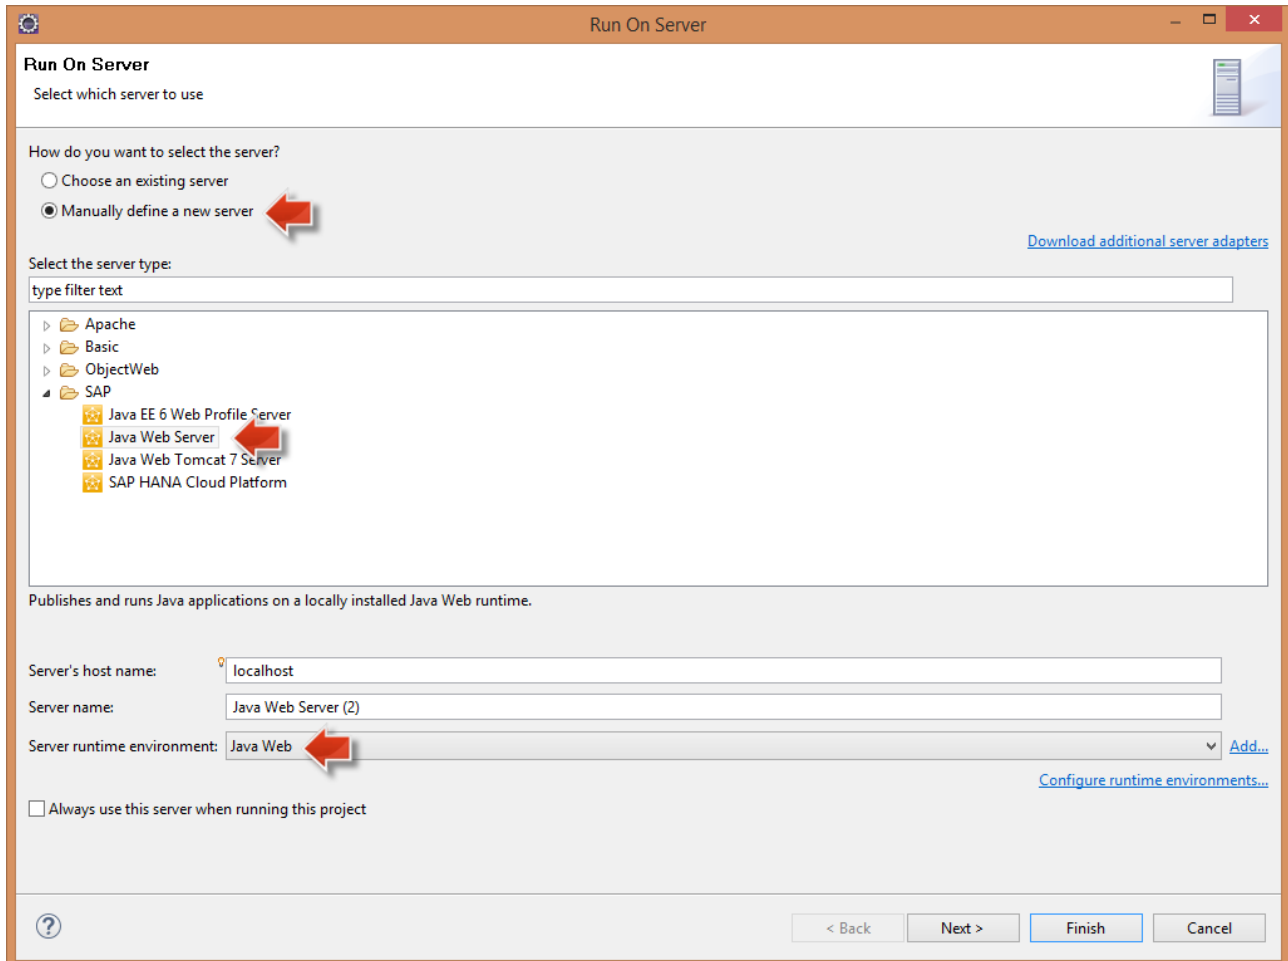 Run On Server
Run On Server
Select which server to use
How do you want to select the server?
Choose an existing server
Manually define a new server
Download additional server adapters
Select the server type:
type filter text
Apache
Basic
ObjectWeb
SAP
Java EE 6 Web Profile Server
Java Web Server
Java Web Tomcat 7 Server
SAP HANA Cloud Platform
Publishes and runs Java applications on a locally installed Java Web runtime.
Server's host name: localhost
Server name: Java Web Server (2)
Server runtime environment: Java Web Add...
Configure runtime environments...
Always use this server when running this project
? < Back Next > Finish Cancel